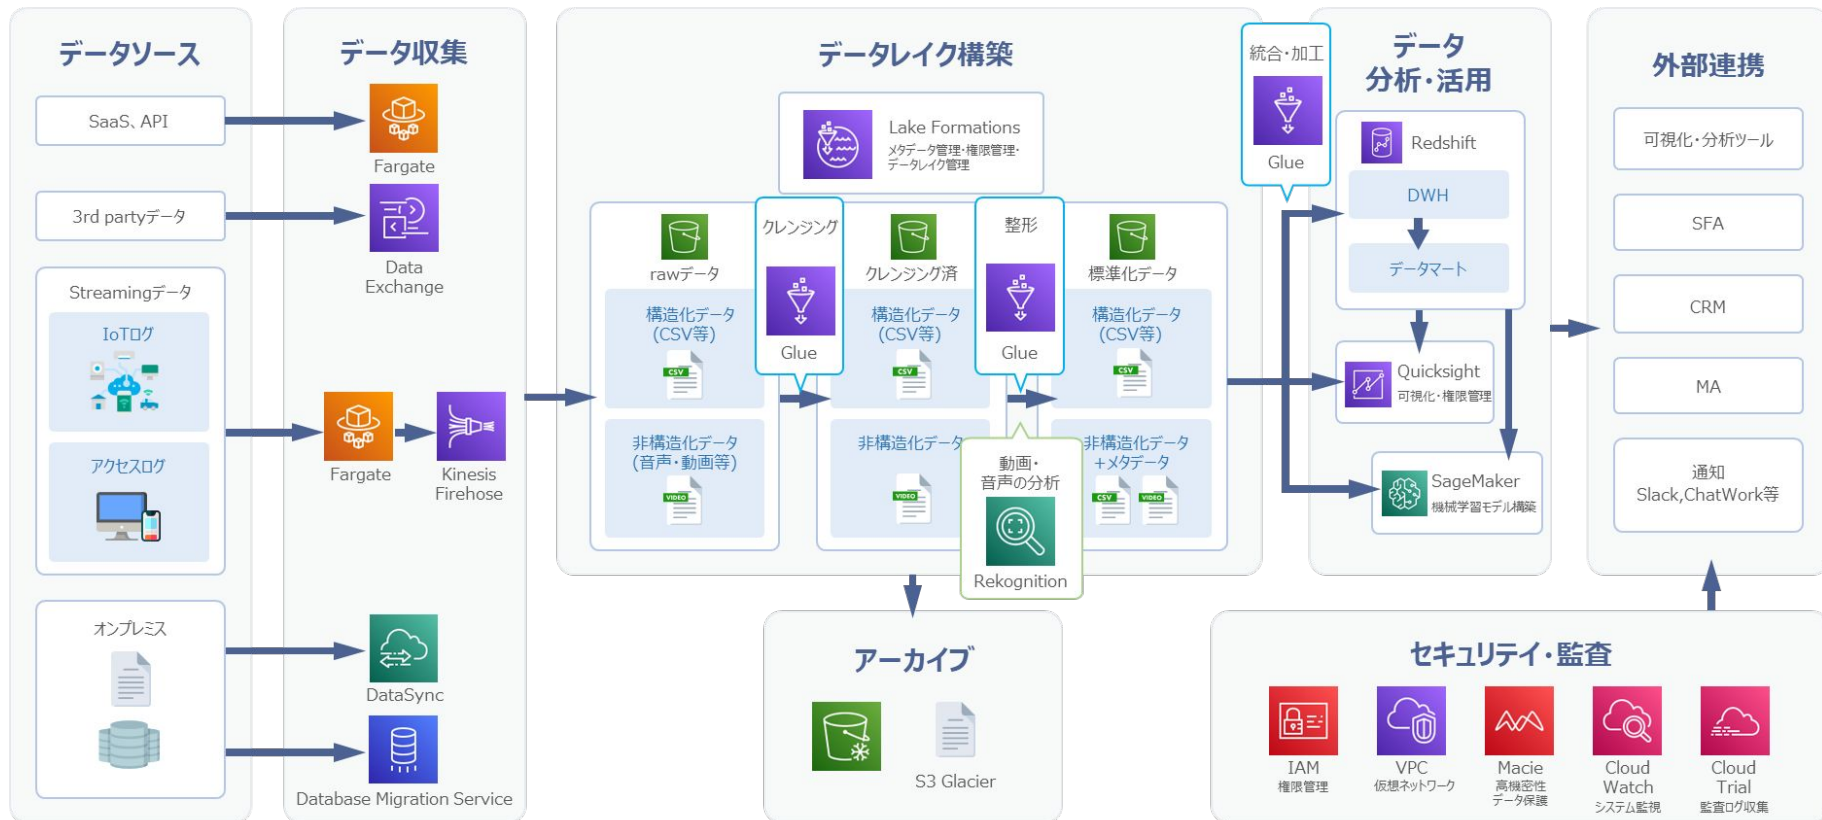 データソース
SaaS、API
3rd partyデータ
Streamingデータ
IoTログ
アクセスログ
オンプレミス
データ収集
Fargate
Data
Exchange
Fargate
Kinesis
Firehose
DataSync
Database Migration Service
データレイク構築
Lake Formations
メタデータ管理・権限管理・
データレイク管理
rawデータ
構造化データ
(CSV等)
CSV
非構造化データ
(音声・動画等)
VIDEO
クレンジング
Glue
クレンジング済
構造化データ
(CSV等)
CSV
非構造化データ
VIDEO
整形
Glue
動画・
音声の分析
Rekognition
標準化データ
構造化データ
(CSV等)
CSV
非構造化データ
+メタデータ
CSV
VIDEO
アーカイブ
S3 Glacier
統合・加工
Glue
データ
分析・活用
Redshift
DWH
データマート
Quicksight
可視化・権限管理
SageMaker
機械学習モデル構築
外部連携
可視化・分析ツール
SFA
CRM
MA
通知
Slack,ChatWork等
セキュリテイ・監査
IAM
権限管理
VPC
仮想ネットワーク
Macie
高機密性
データ保護
Cloud
Watch
システム監視
Cloud
Trial
監査ログ収集